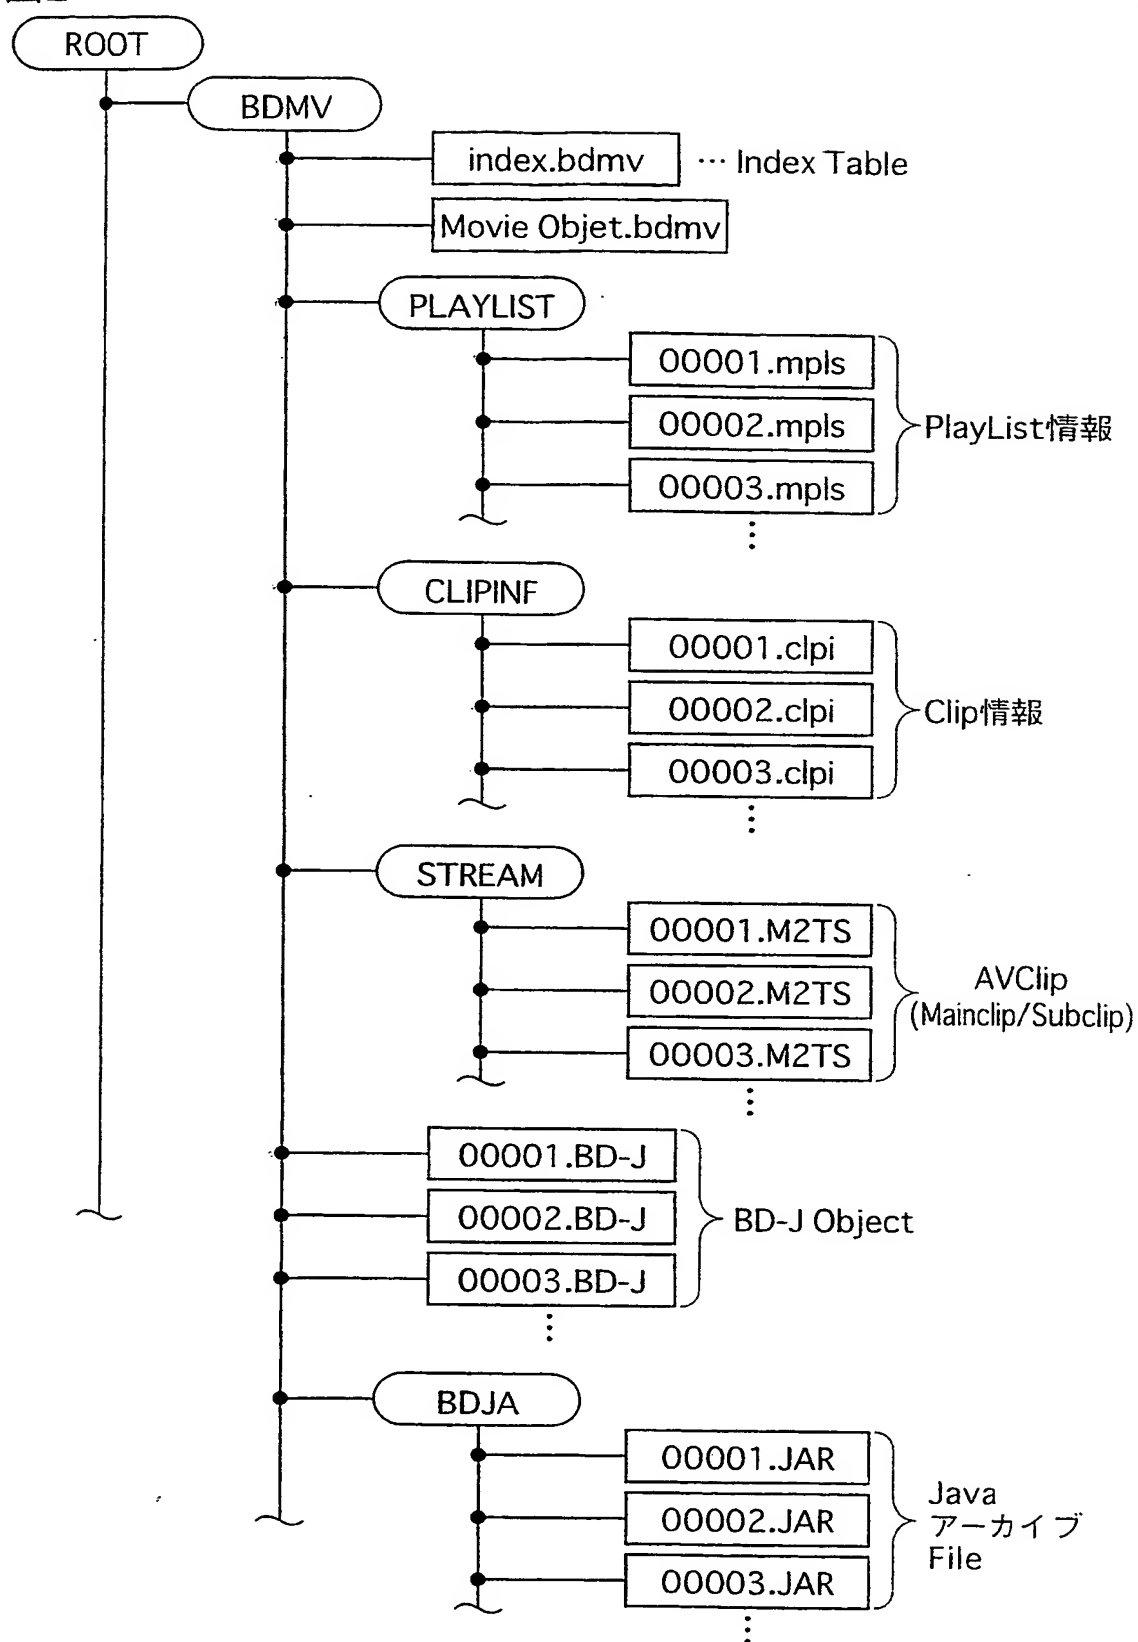 ROOT
BDMV
index.bdmv … Index Table
Movie Objet.bdmv
PLAYLIST
00001.mpls
00002.mpls
PlayList情報
00003.mpls
CLIPINF
00001.clpi
00002.clpi
Clip情報
00003.clpi
STREAM
00001.M2TS
00002.M2TS
AVClip
(Mainclip/Subclip)
00003.M2TS
00001.BD-J
00002.BD-J
BD-J Object
00003.BD-J
BDJA
00001.JAR
00002.JAR
Java
アーカイブ
File
00003.JAR